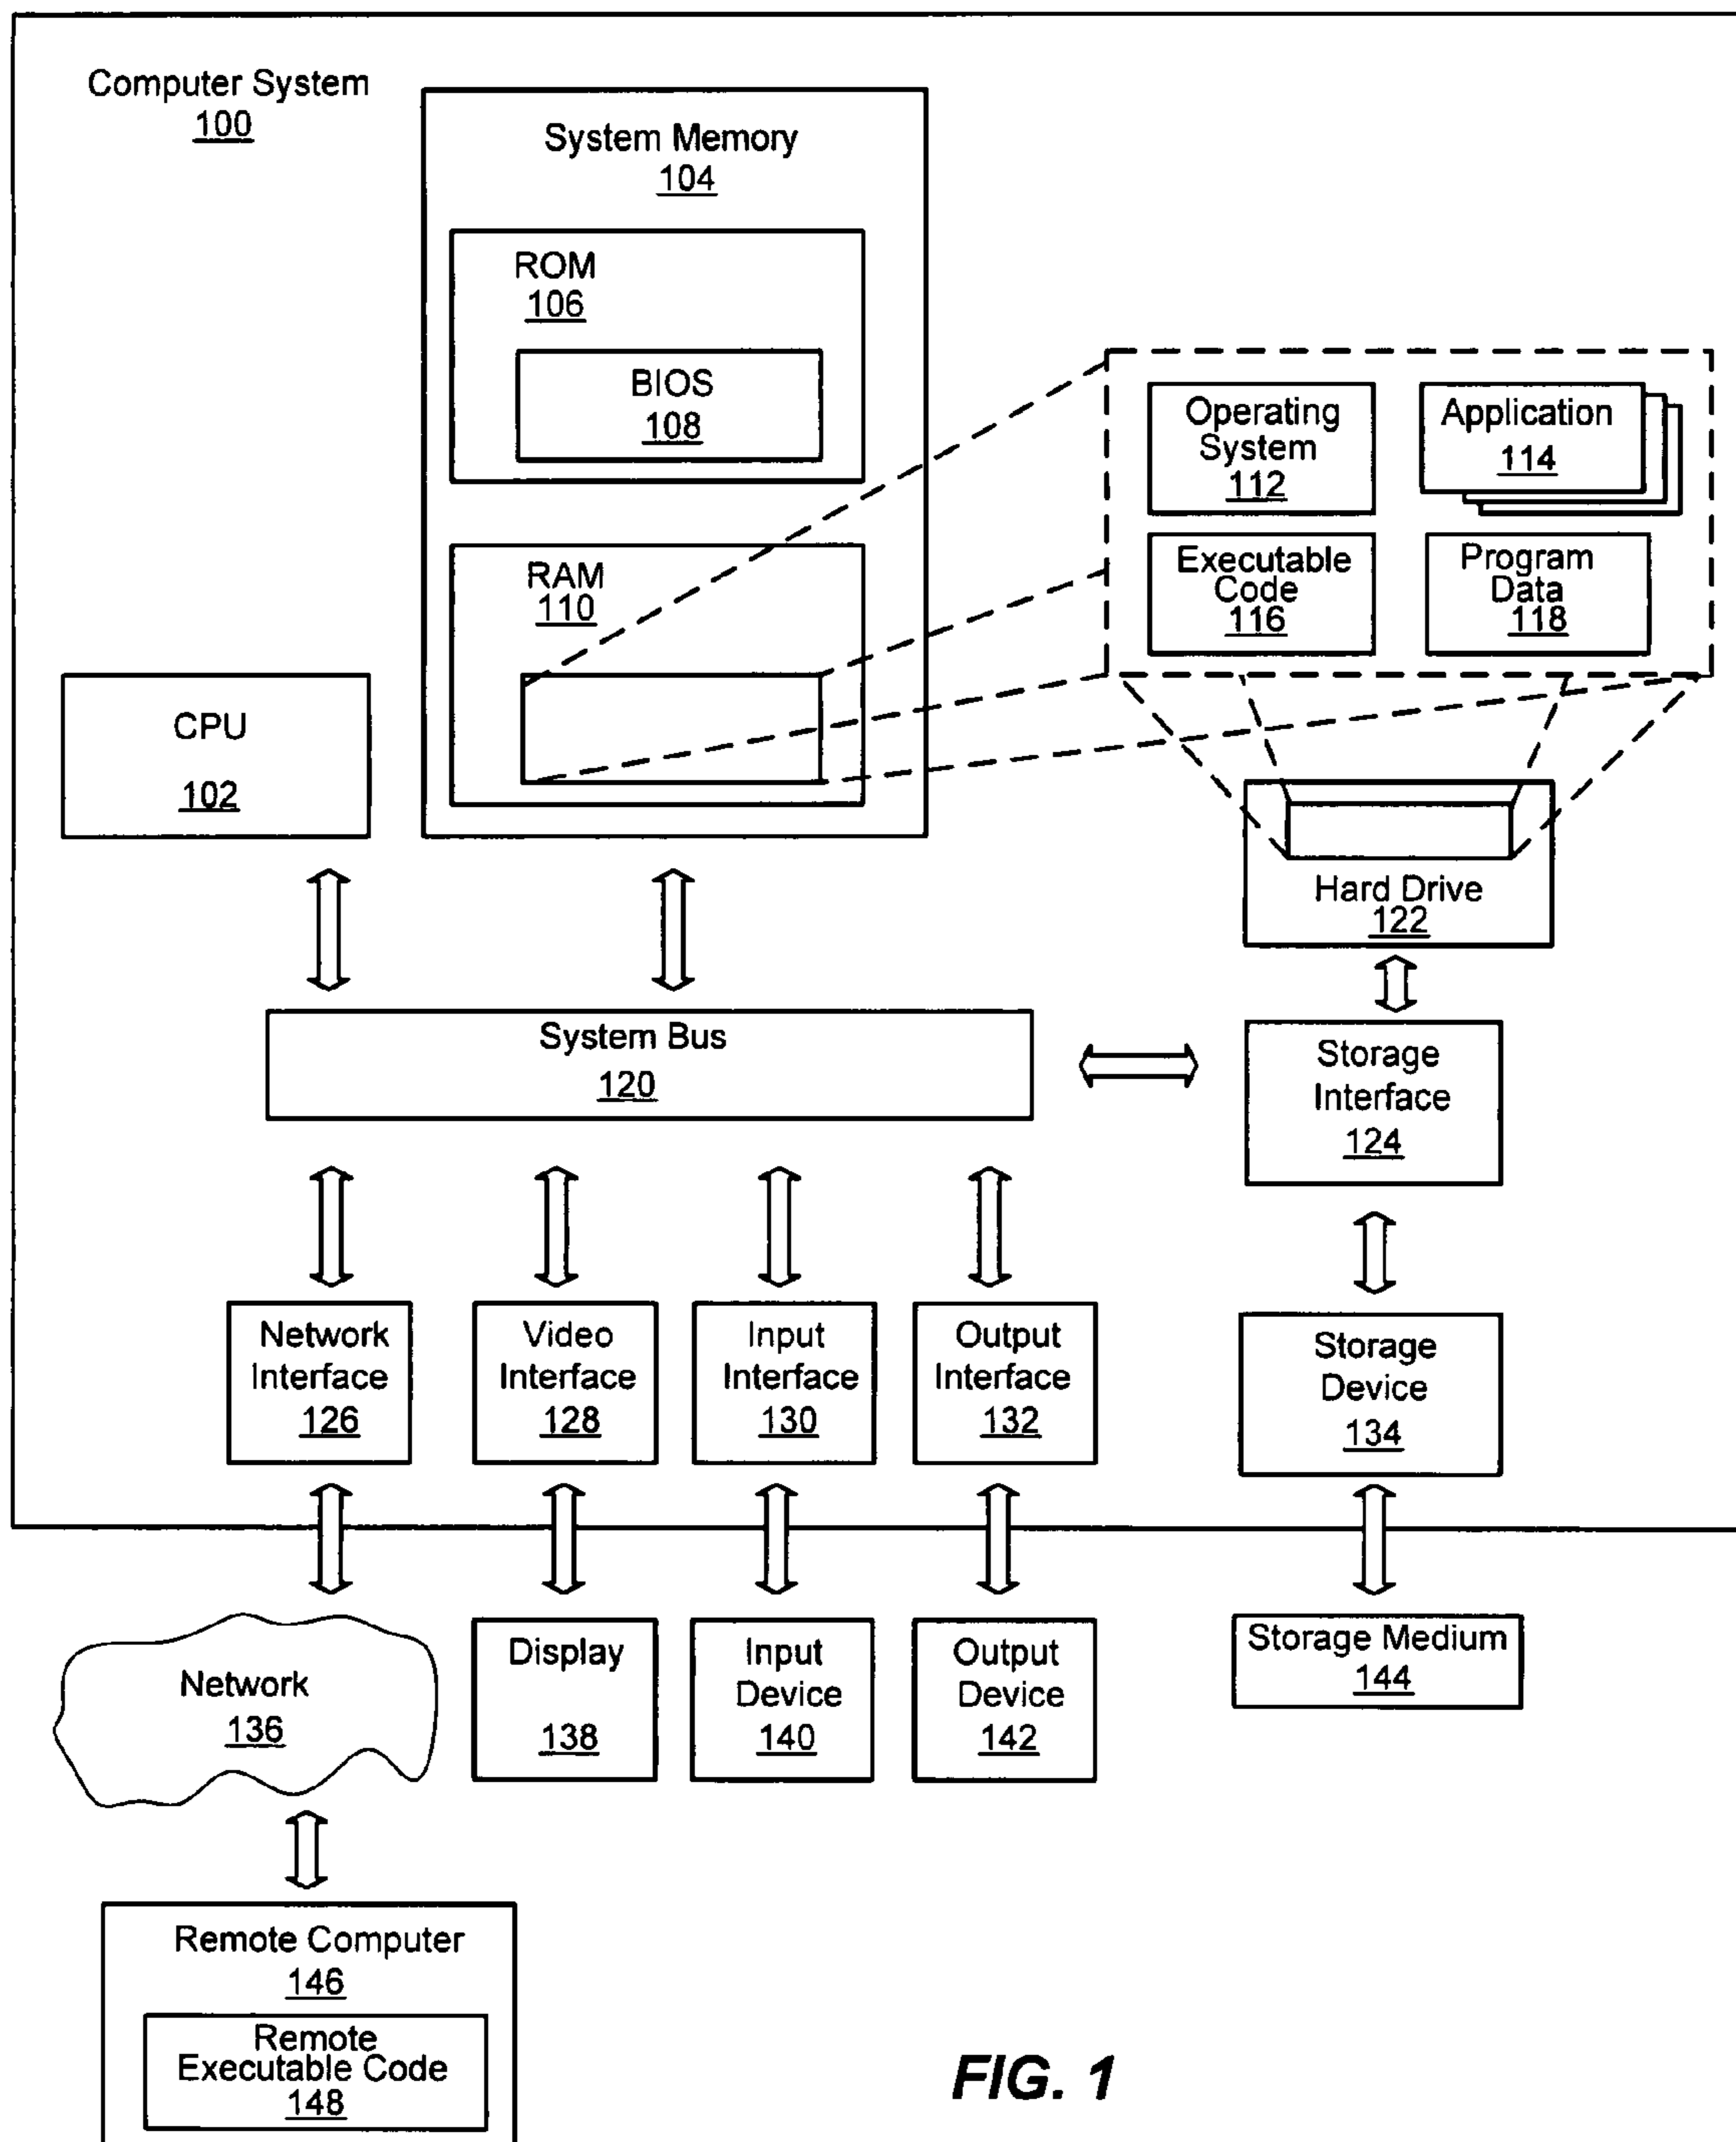 Computer System
100
System Memory
104
ROM
106
BIOS
108
RAM
110
Operating
System
112
Application
114
Executable
Code
116
Program
Data
118
CPU
102
Hard Drive
122
System Bus
120
Storage
Interface
124
Network
Interface
126
Video
Interface
128
Input
Interface
130
Output
Interface
132
Storage
Device
134
Network
136
Display
138
Input
Device
140
Output
Device
142
Storage Medium
144
Remote Computer
146
Remote
Executable Code
148
FIG. 1